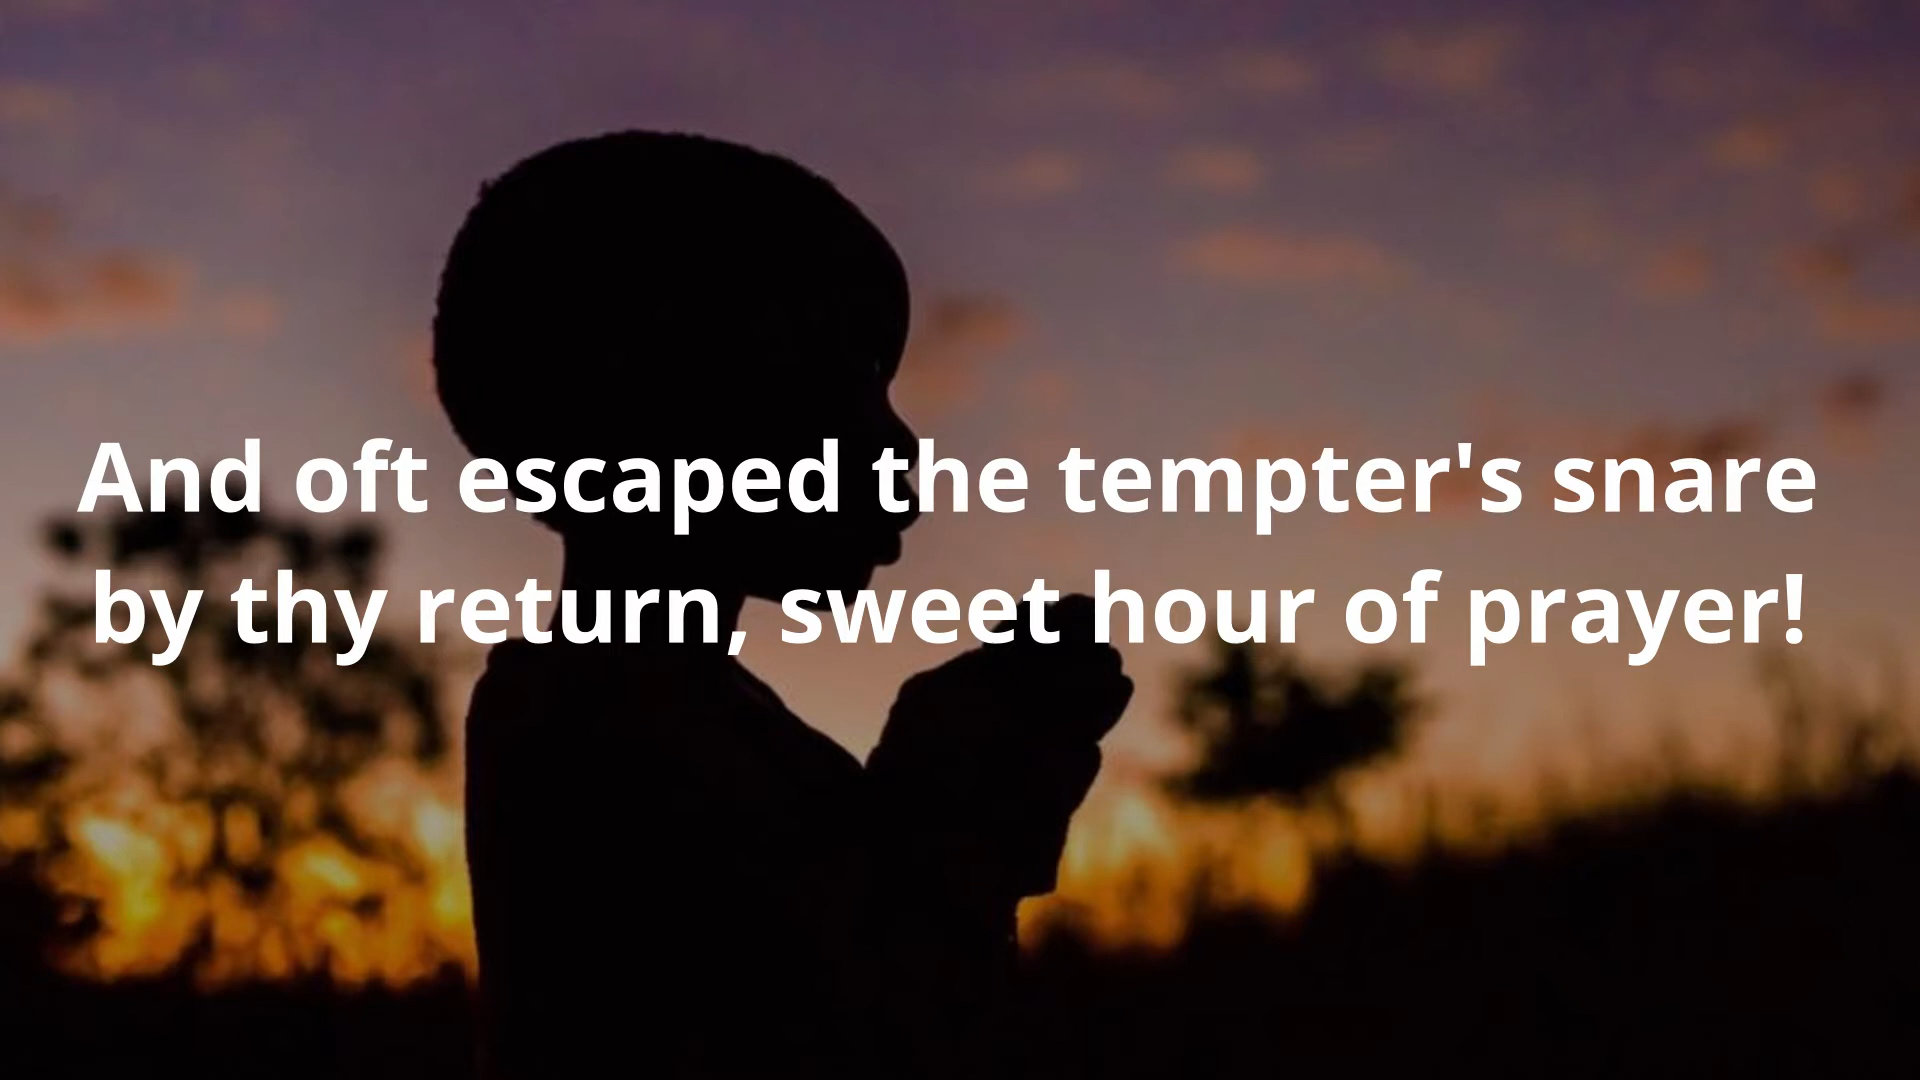 And oft escaped the tempter's snare
by thy return, sweet hour of prayer!